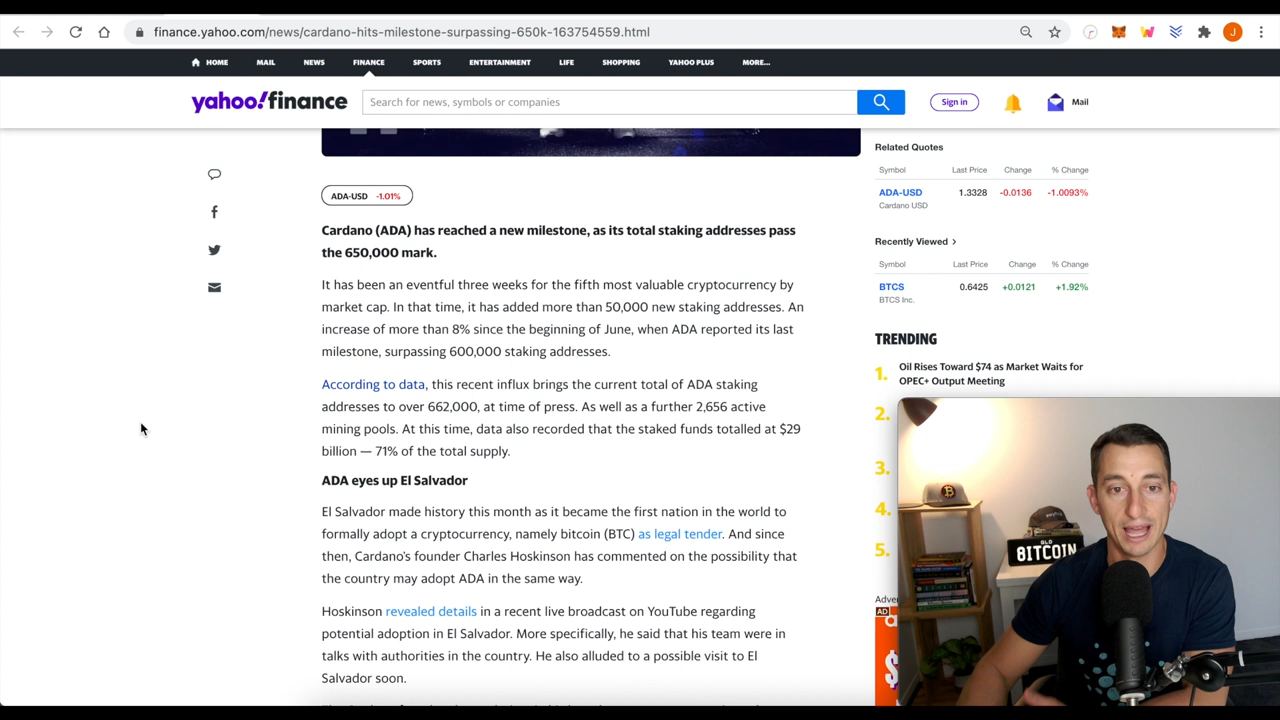 finance.yahoo.com/news/cardano-hits-milestone-surpassing-650k-163754559.html
J
HOME
MAIL
NEWS
FINANCE
SPORTS
ENTERTAINMENT
LIFE
SHOPPING
YAHOO PLUS
MORE...
yahoo!finance
Search for news, symbols or companies
Sign in
Mail
ADA-USD -1.01%
Cardano (ADA) has reached a new milestone, as its total staking addresses pass
the 650,000 mark.
It has been an eventful three weeks for the fifth most valuable cryptocurrency by
market cap. In that time, it has added more than 50,000 new staking addresses. An
increase of more than 8% since the beginning of June, when ADA reported its last
milestone, surpassing 600,000 staking addresses.
According to data, this recent influx brings the current total of ADA staking
addresses to over 662,000, at time of press. As well as a further 2,656 active
mining pools. At this time, data also recorded that the staked funds totalled at $29
billion — 71% of the total supply.
ADA eyes up El Salvador
El Salvador made history this month as it became the first nation in the world to
formally adopt a cryptocurrency, namely bitcoin (BTC) as legal tender. And since
then, Cardano's founder Charles Hoskinson has commented on the possibility that
the country may adopt ADA in the same way.
Hoskinson revealed details in a recent live broadcast on YouTube regarding
potential adoption in El Salvador. More specifically, he said that his team were in
talks with authorities in the country. He also alluded to a possible visit to El
Salvador soon.
Related Quotes
Symbol Last Price Change % Change
ADA-USD 1.3328 -0.0136 -1.0093%
Cardano USD
Recently Viewed >
Symbol Last Price Change % Change
BTCS 0.6425 +0.0121 +1.92%
BTCS Inc.
TRENDING
1. Oil Rises Toward $74 as Market Waits for
OPEC+ Output Meeting
2.
3.
4.
5.
AD
BITCOIN